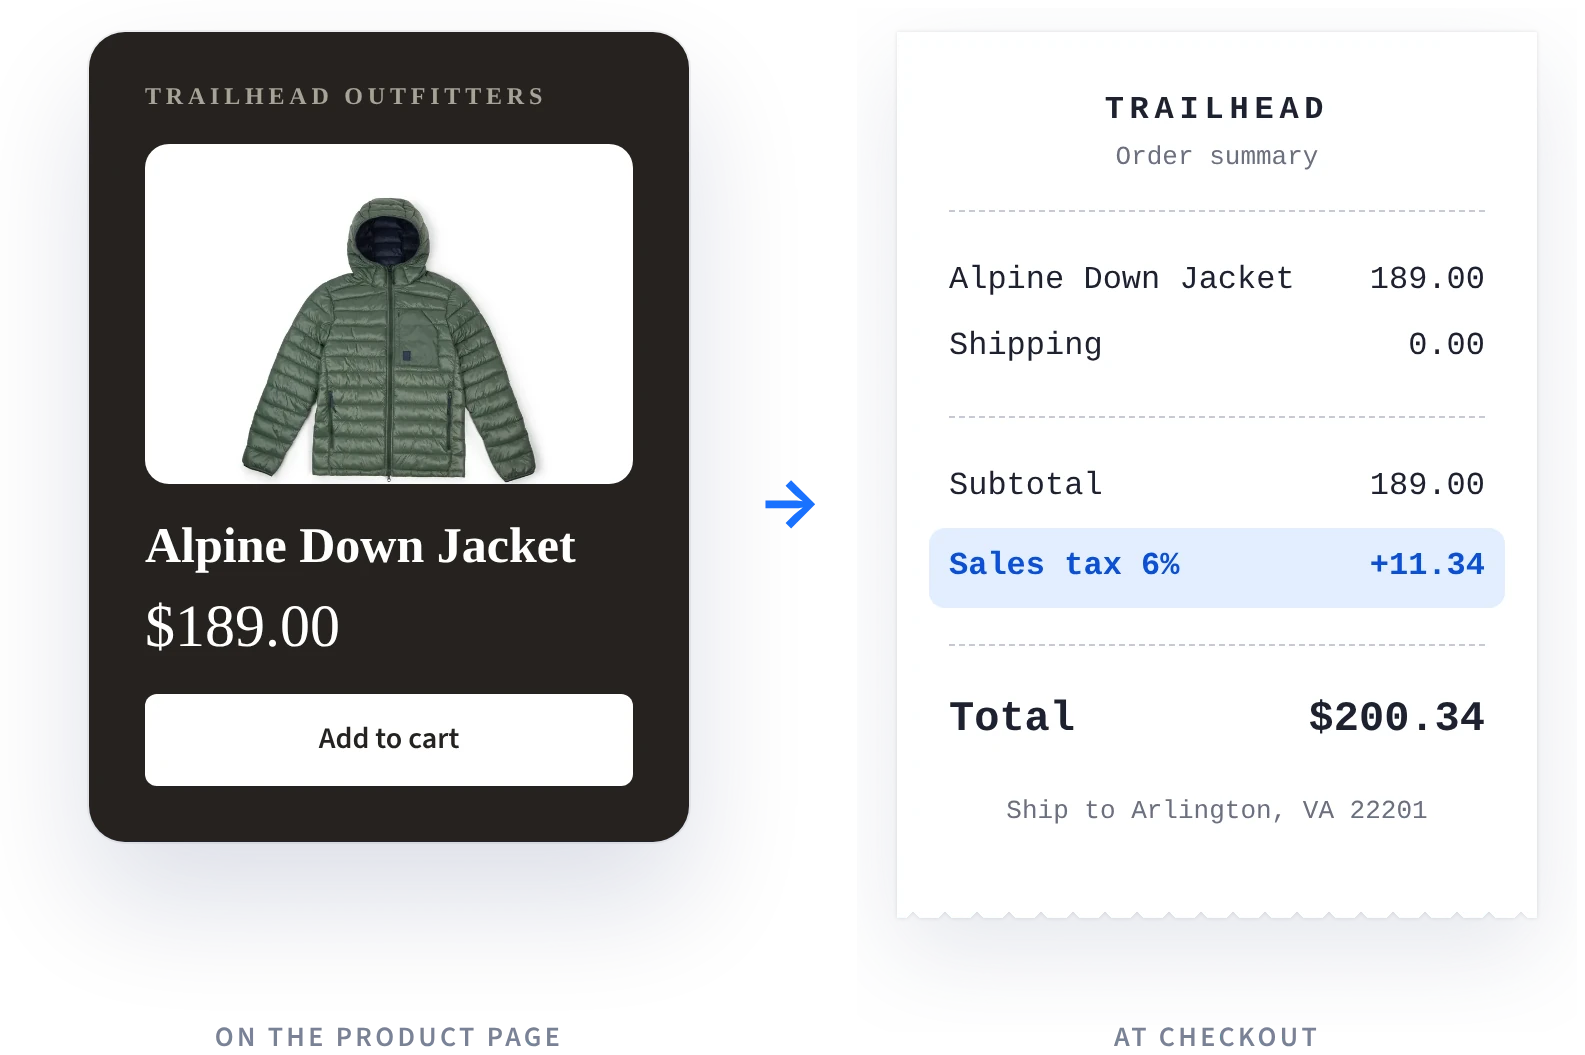 TRAILHEAD OUTFITTERS
Alpine Down Jacket
$189.00
Add to cart
ON THE PRODUCT PAGE
TRAILHEAD
Order summary
Alpine Down Jacket 189.00
Shipping 0.00
Subtotal 189.00
Sales tax 6% +11.34
Total $200.34
Ship to Arlington, VA 22201
AT CHECKOUT